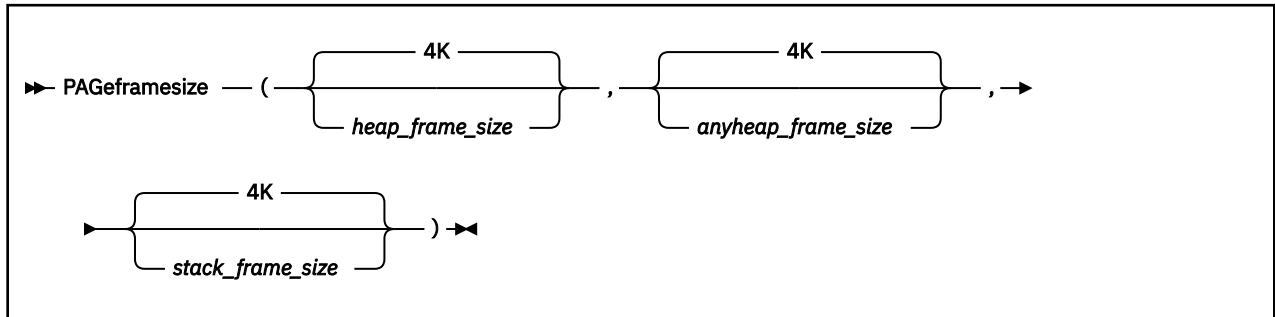 4K 4K
PAGeframesize ( , ,
heap_frame_size anyheap_frame_size
4K
)
stack_frame_size